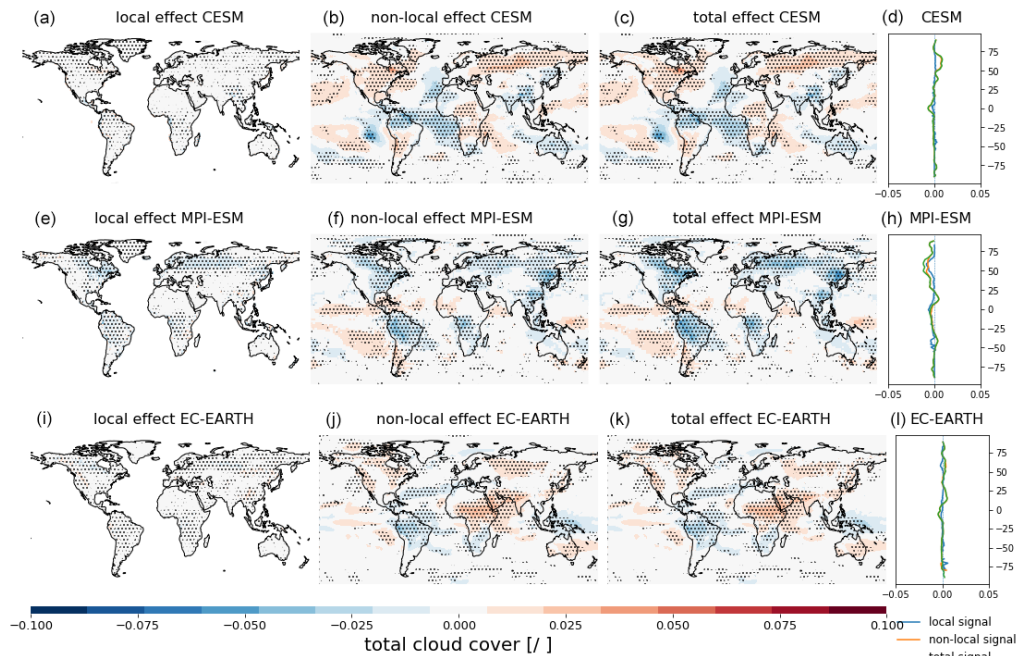 (a) local effect CESM (b) non-local effect CESM (c) total effect CESM (d) CESM
75
50
25
0
−25
−50
−75
−0.05 0.00 0.05
(e) local effect MPI-ESM (f) non-local effect MPI-ESM (g) total effect MPI-ESM (h) MPI-ESM
75
50
25
0
−25
−50
−75
−0.05 0.00 0.05
(i) local effect EC-EARTH (j) non-local effect EC-EARTH (k) total effect EC-EARTH (l) EC-EARTH
75
50
25
0
−25
−50
−75
−0.05 0.00 0.05
−0.100 −0.075 −0.050 −0.025 0.000 0.025 0.050 0.075 0.100
total cloud cover [/ ]
local signal
non-local signal
total signal